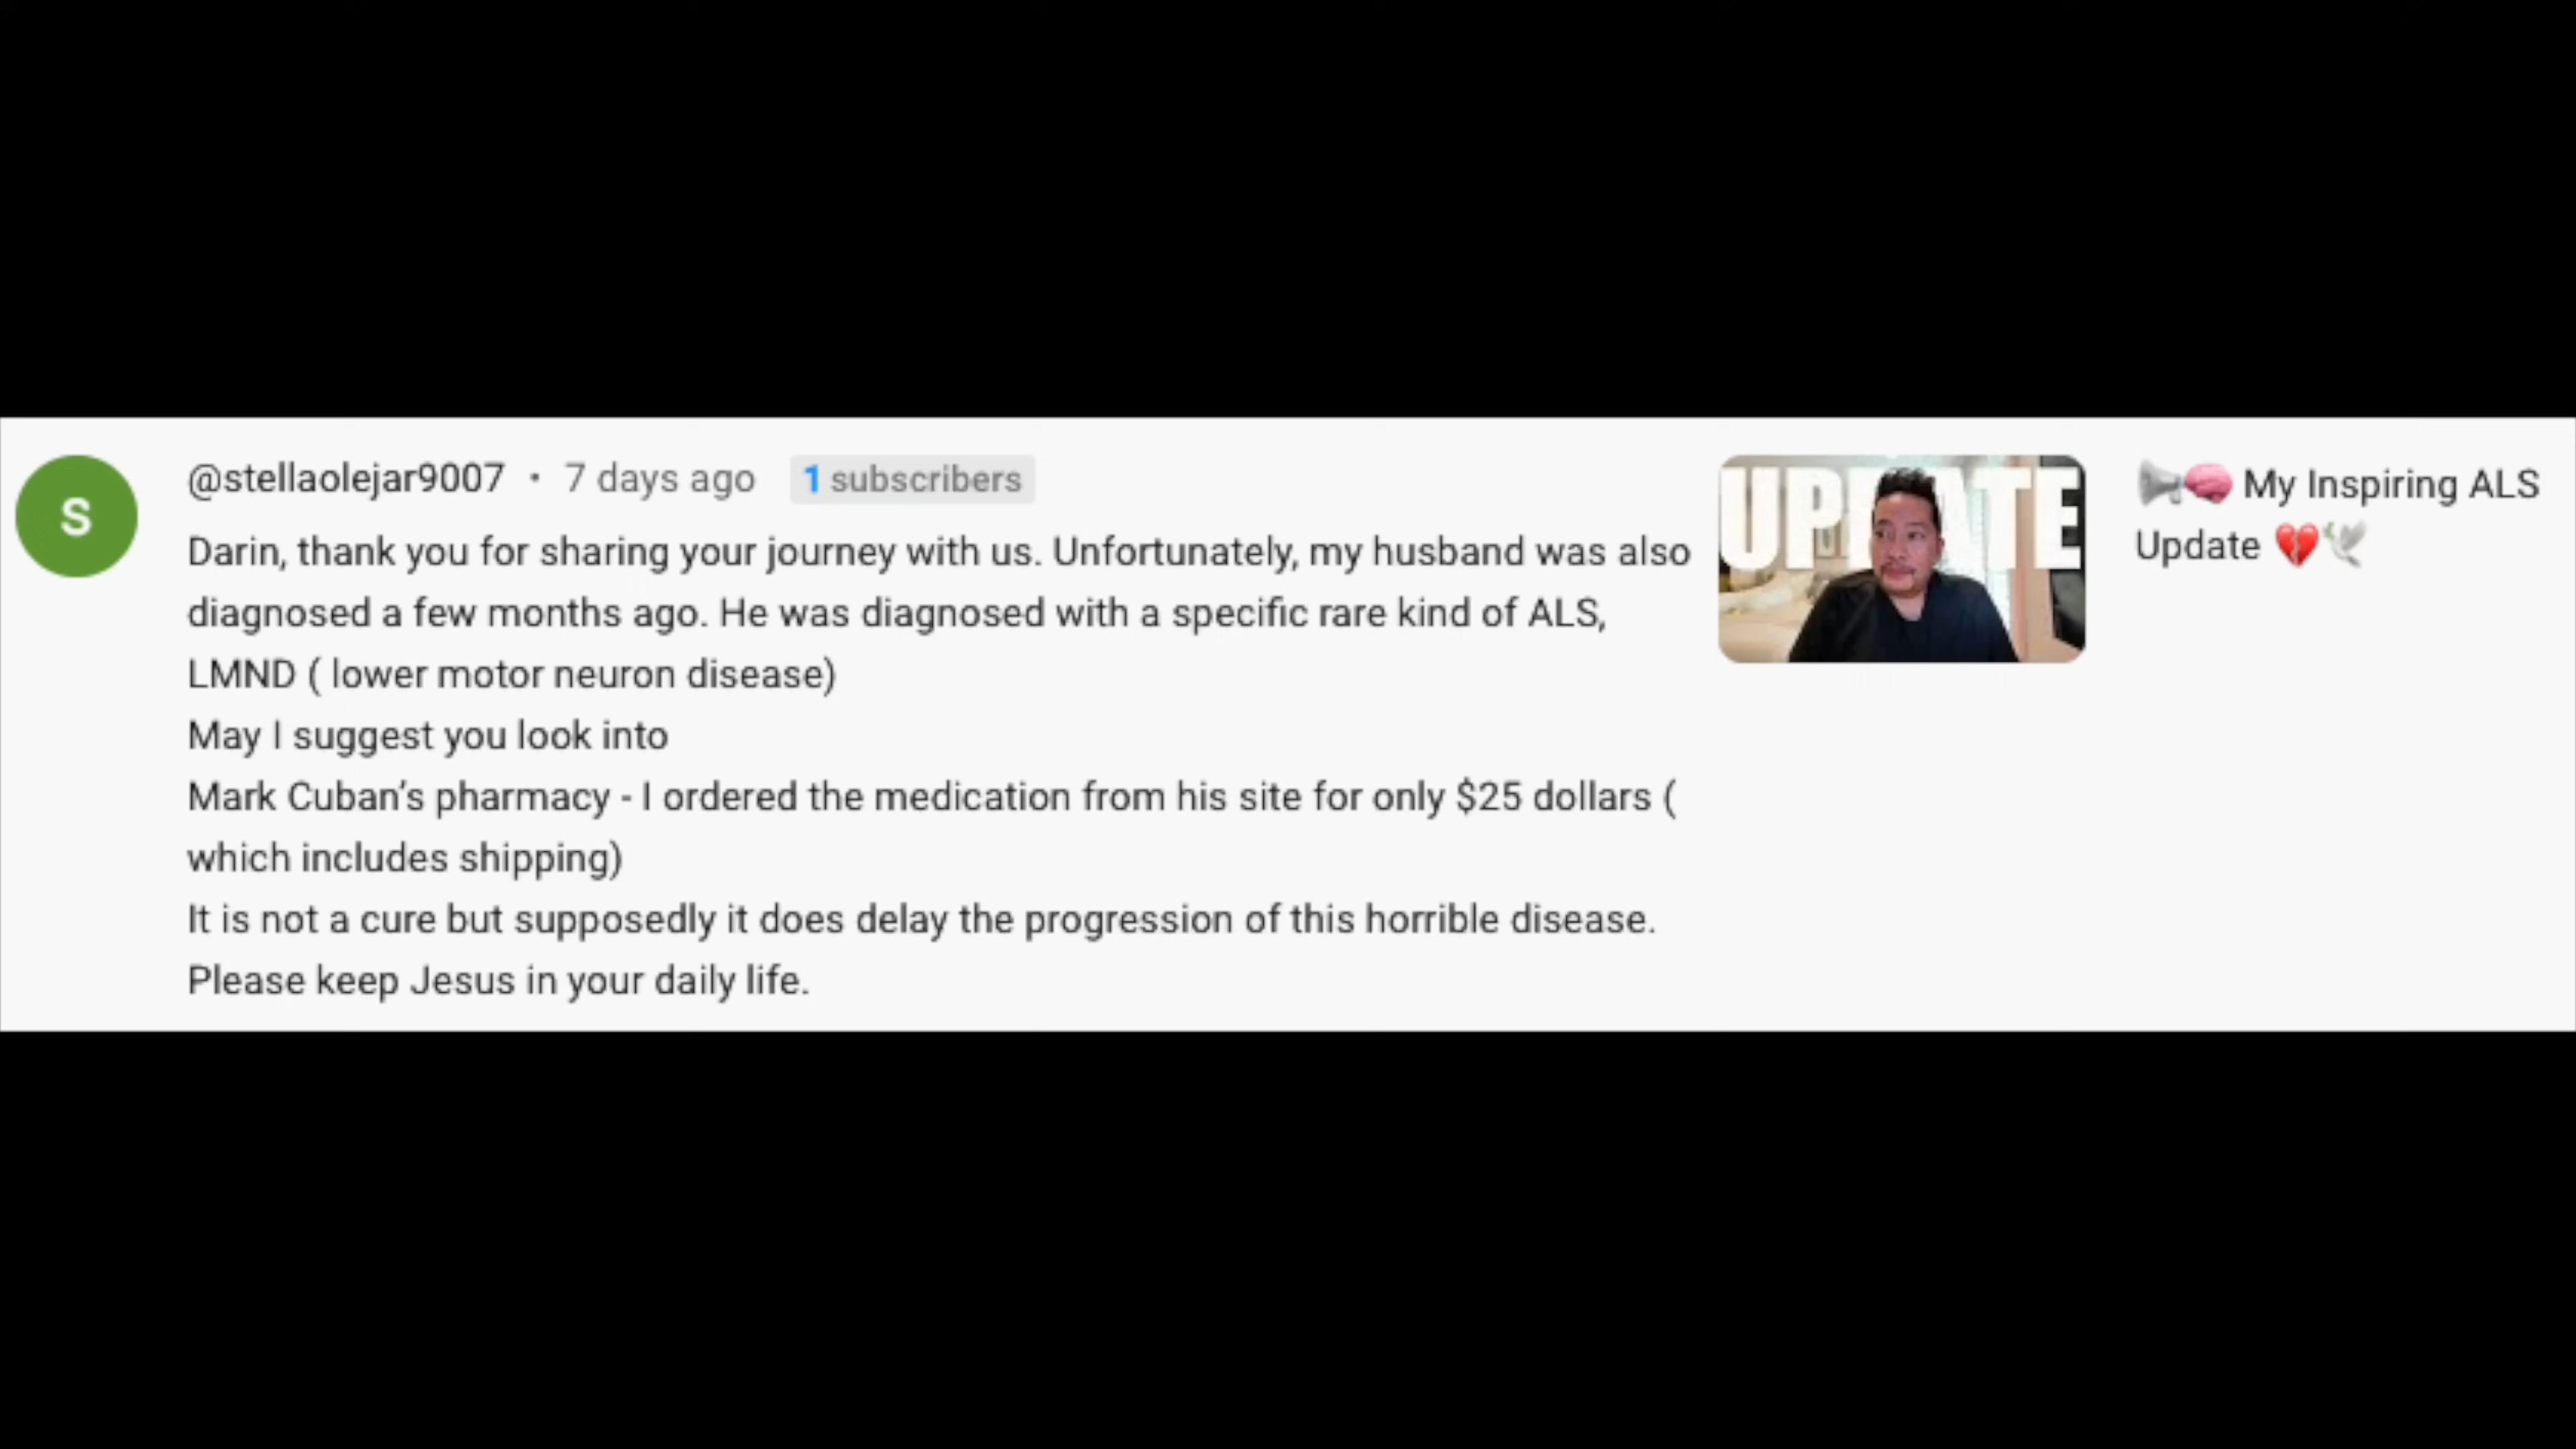 S
@stellaolejar9007 • 7 days ago 1 subscribers
Darin, thank you for sharing your journey with us. Unfortunately, my husband was also
diagnosed a few months ago. He was diagnosed with a specific rare kind of ALS,
LMND ( lower motor neuron disease)
May I suggest you look into
Mark Cuban’s pharmacy - I ordered the medication from his site for only $25 dollars (
which includes shipping)
It is not a cure but supposedly it does delay the progression of this horrible disease.
Please keep Jesus in your daily life.
UPDATE
📢🧠 My Inspiring ALS
Update 💔🕊️